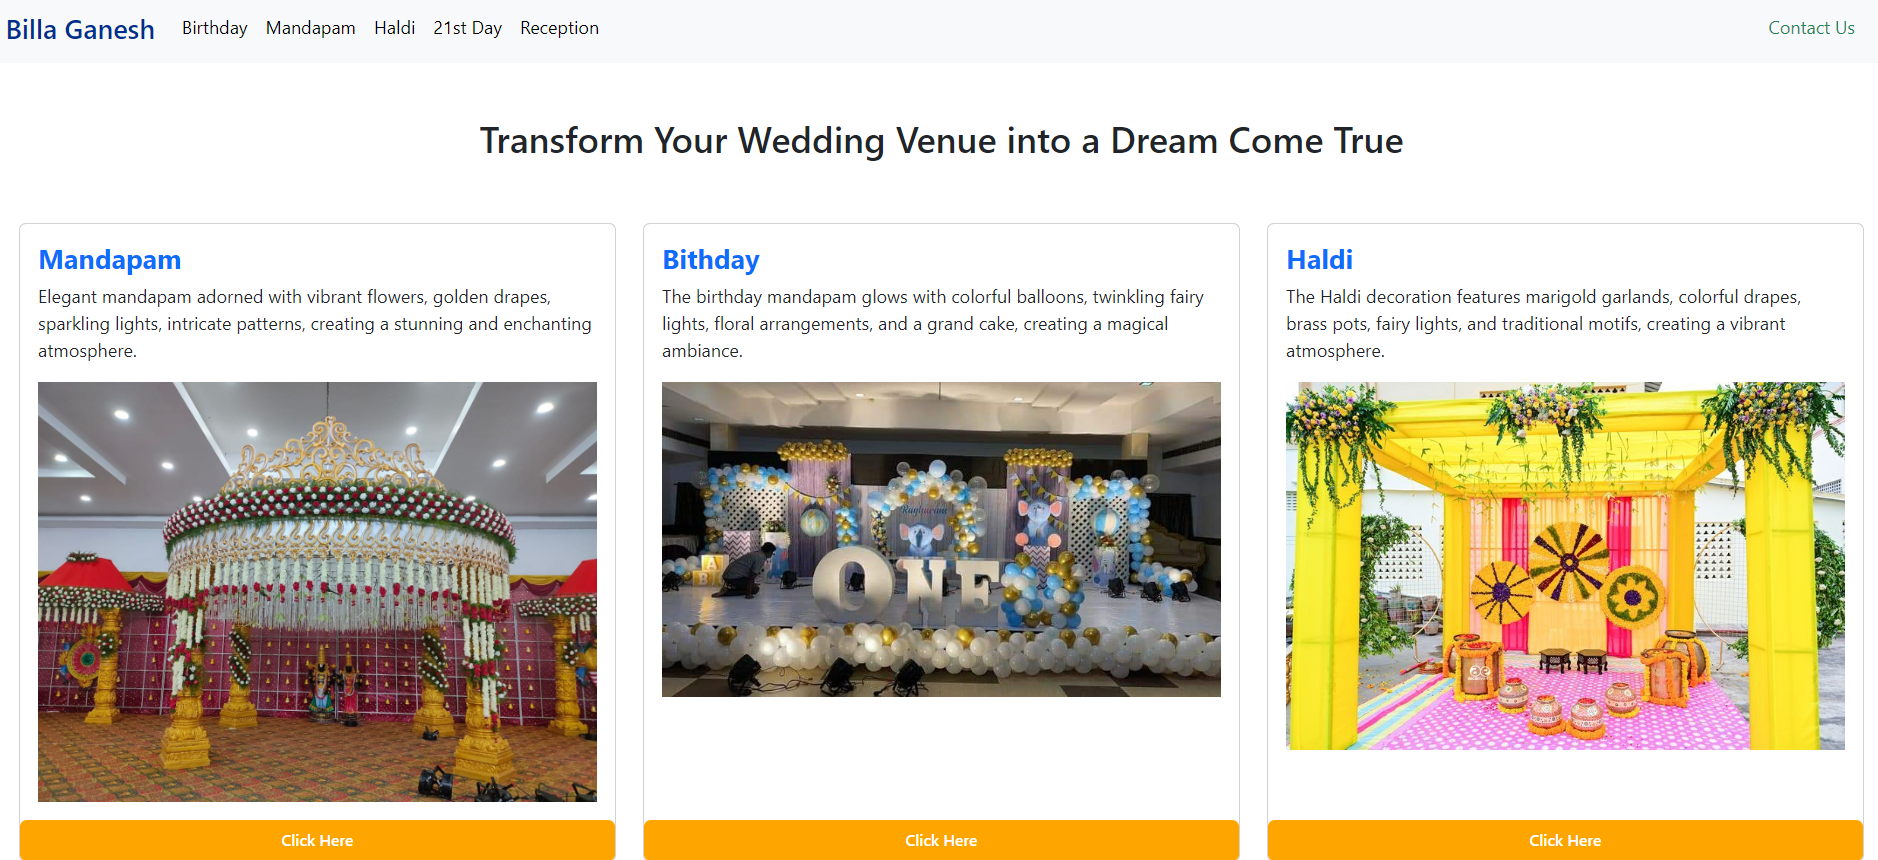 Billa Ganesh Birthday Mandapam Haldi 21st Day Reception Contact Us
Transform Your Wedding Venue into a Dream Come True
Mandapam
Elegant mandapam adorned with vibrant flowers, golden drapes,
sparkling lights, intricate patterns, creating a stunning and enchanting
atmosphere.
Click Here
Bithday
The birthday mandapam glows with colorful balloons, twinkling fairy
lights, floral arrangements, and a grand cake, creating a magical
ambiance.
ONE
A
B
Click Here
Haldi
The Haldi decoration features marigold garlands, colorful drapes,
brass pots, fairy lights, and traditional motifs, creating a vibrant
atmosphere.
Click Here